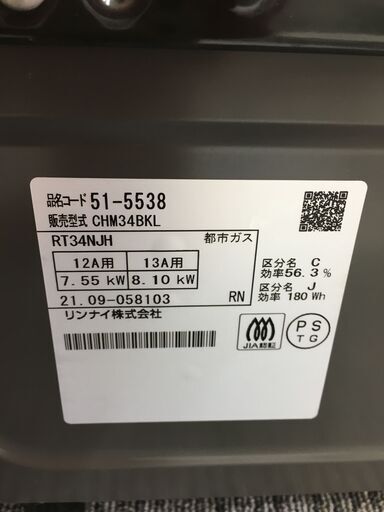 品名コード 51-5538
販売型式 CHM34BKL
RT34NJH 都市ガス
12A用 13A用
7.55 kW 8.10 kW
区分名 C
効率56.3%
区分名 J
効率 180 Wh
21.09-058103 RN
リンナイ株式会社
JIA認証
PS
TG